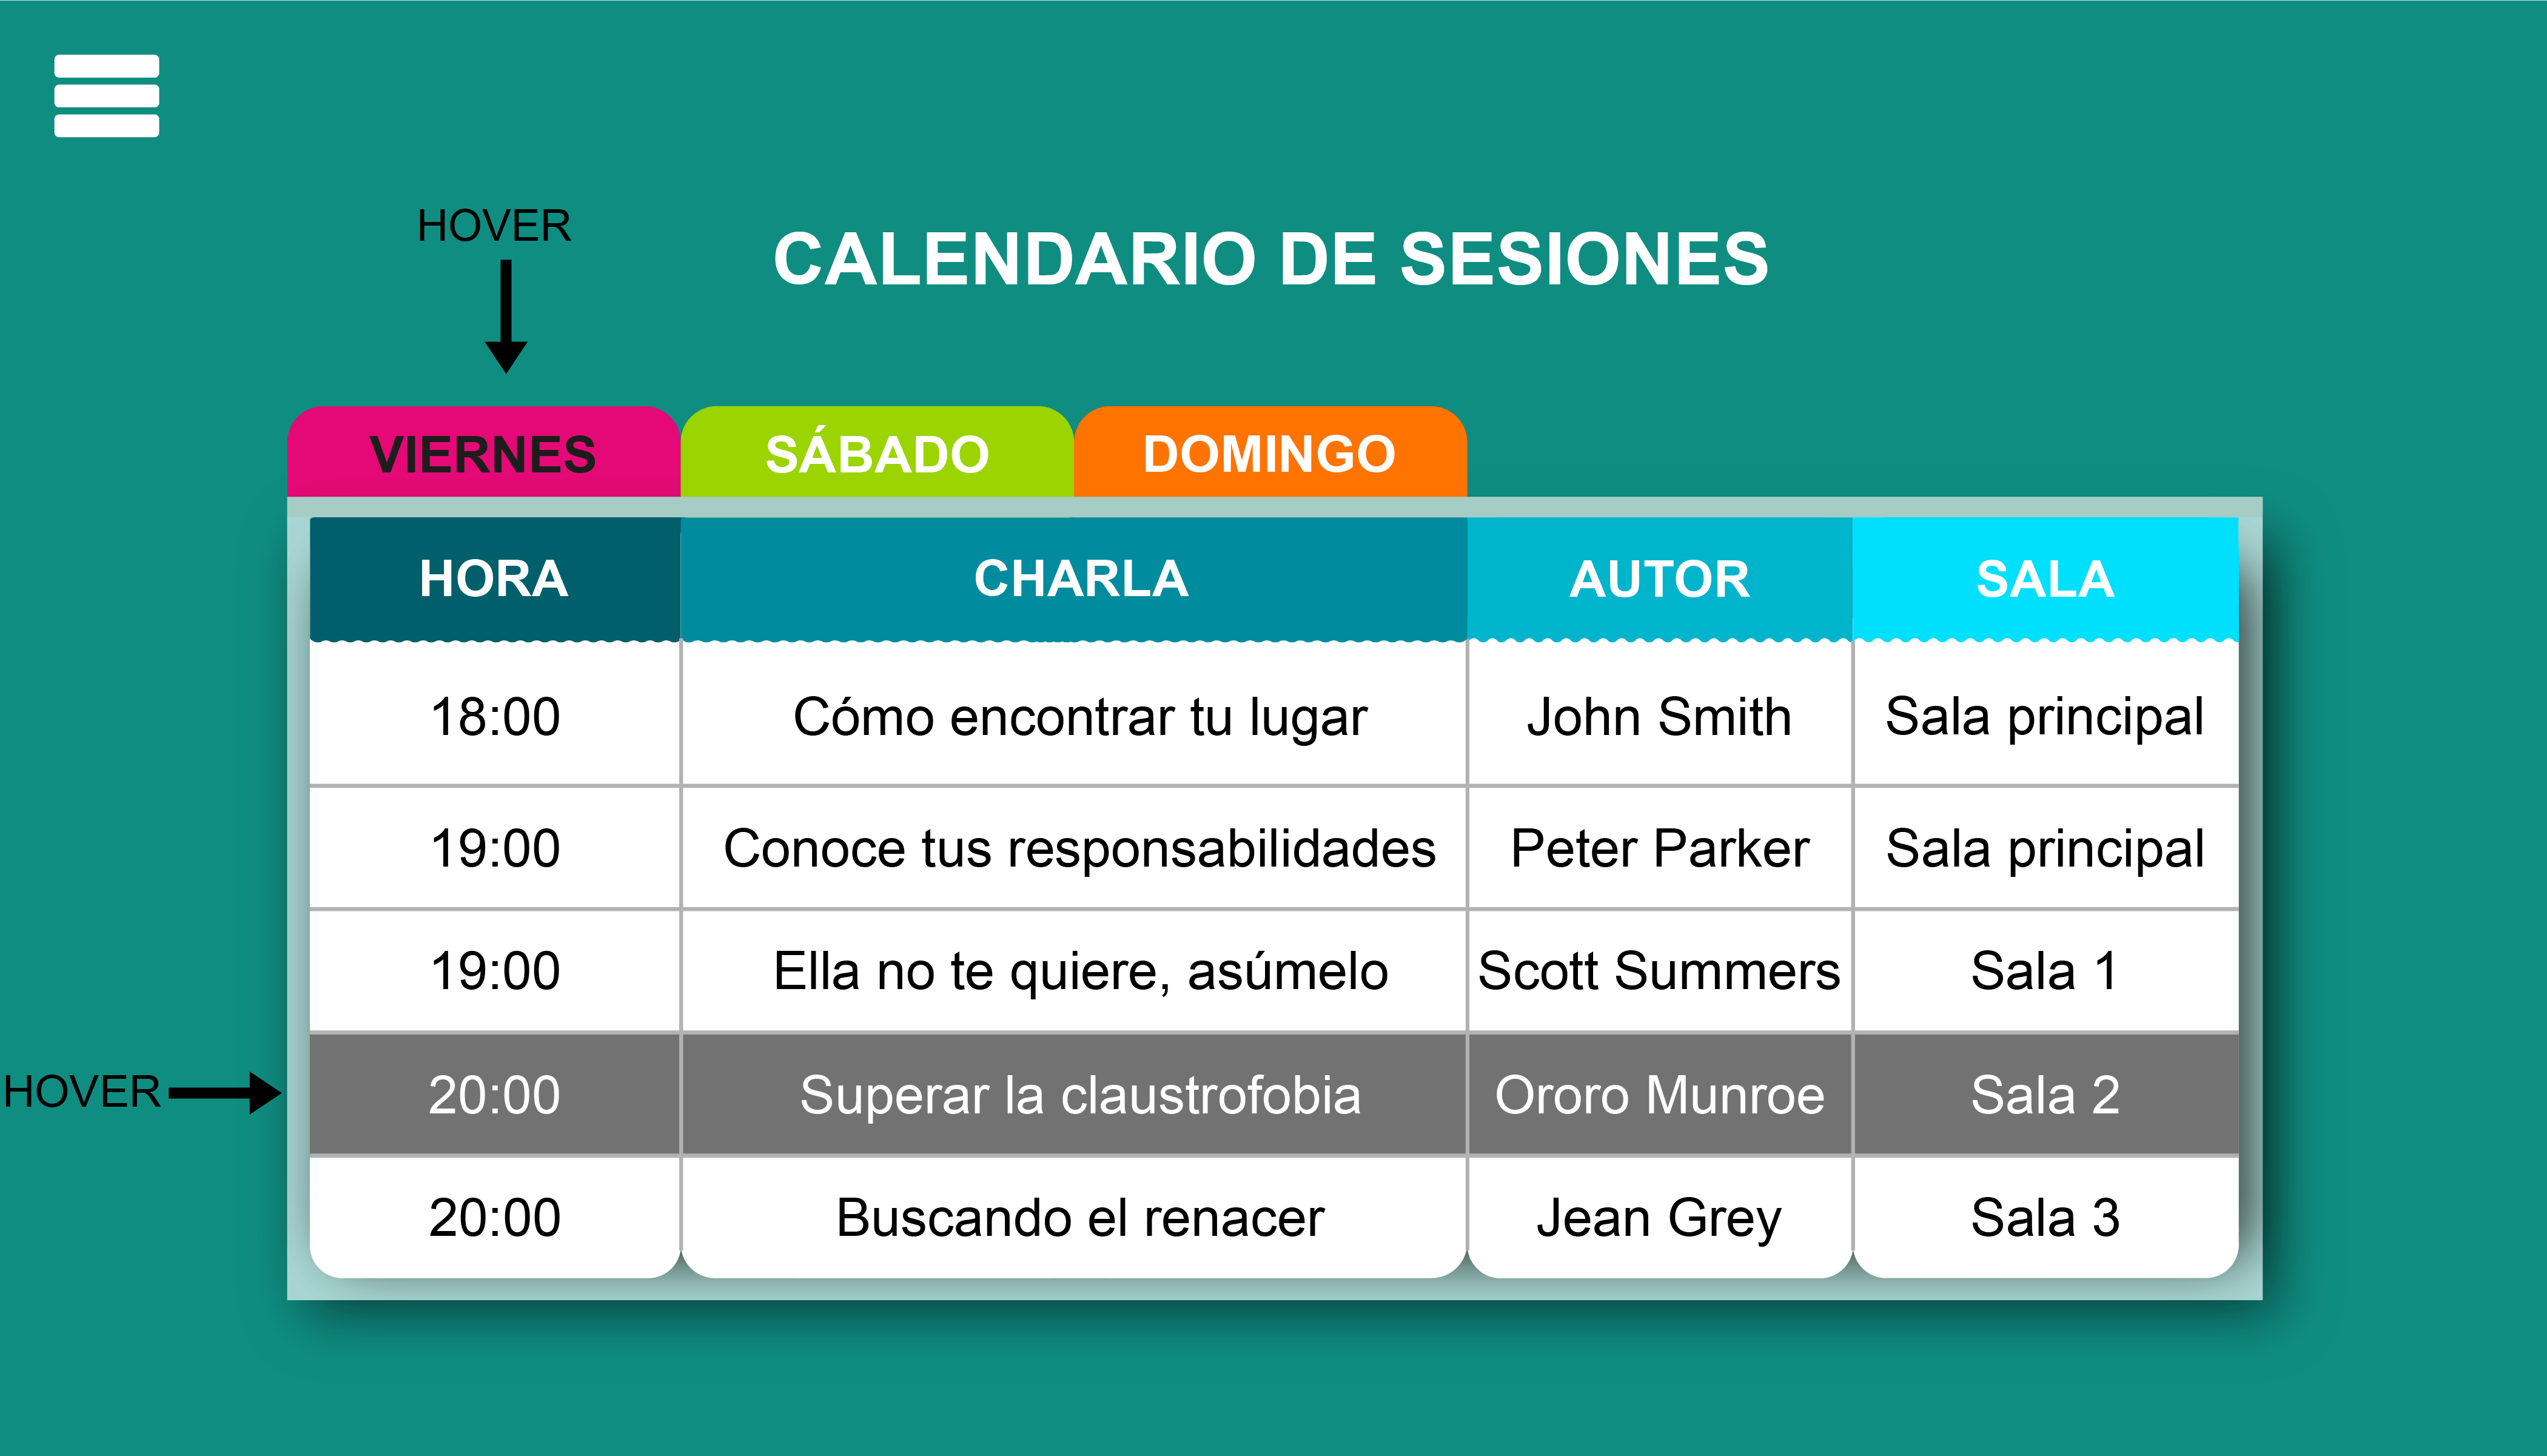 HOVER
CALENDARIO DE SESIONES
VIERNES SÁBADO DOMINGO
HORA CHARLA AUTOR SALA
18:00 Cómo encontrar tu lugar John Smith Sala principal
19:00 Conoce tus responsabilidades Peter Parker Sala principal
19:00 Ella no te quiere, asúmelo Scott Summers Sala 1
HOVER 20:00 Superar la claustrofobia Ororo Munroe Sala 2
20:00 Buscando el renacer Jean Grey Sala 3